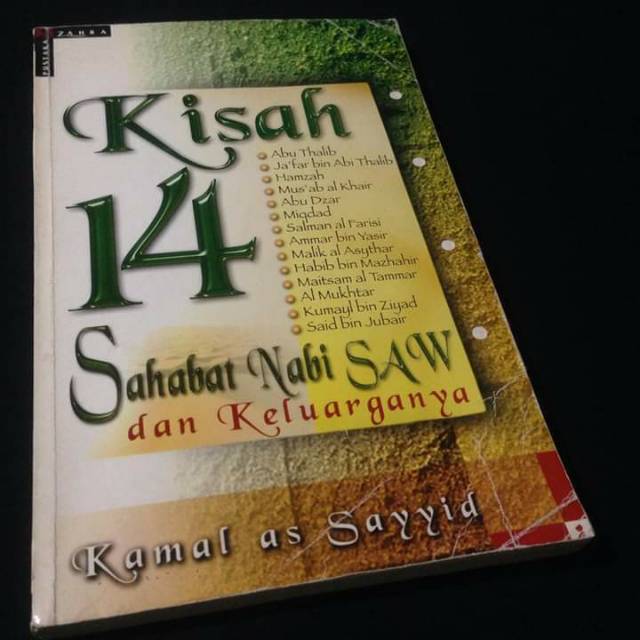 PUSTAKA
ZAHRA
Kisah
14
Abu Thalib
Ja'far bin Abi Thalib
Hamzah
Mus'ab al Khair
Abu Dzar
Miqdad
Salman al Farisi
Ammar bin Yasir
Malik al Asythar
Habib bin Mazhahir
Maitsam al Tammar
Al Mukhtar
Kumayl bin Ziyad
Said bin Jubair
Sahabat Nabi SAW
dan Keluarganya
Kamal as Sayyid